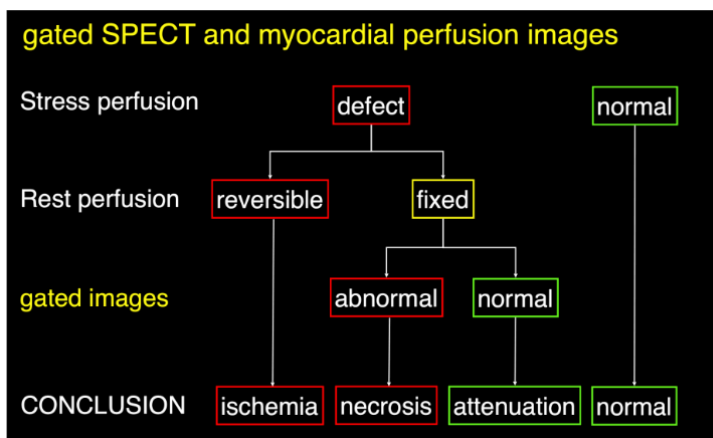 gated SPECT and myocardial perfusion images
Stress perfusion defect normal
Rest perfusion reversible fixed
gated images abnormal normal
CONCLUSION ischemia necrosis attenuation normal